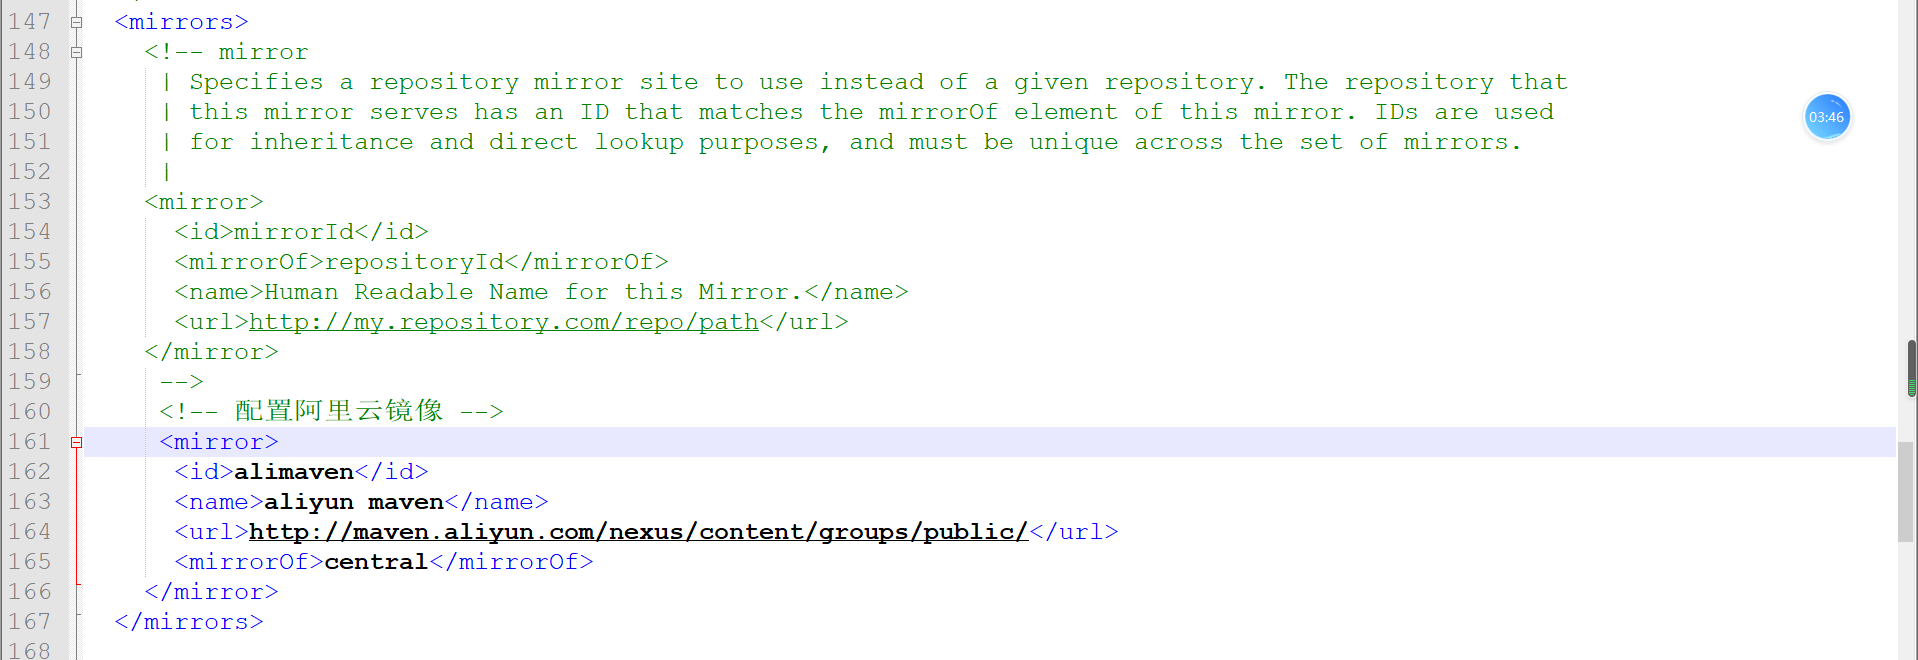 147 <mirrors>
148 <!-- mirror
149 | Specifies a repository mirror site to use instead of a given repository. The repository that
150 | this mirror serves has an ID that matches the mirrorOf element of this mirror. IDs are used
151 | for inheritance and direct lookup purposes, and must be unique across the set of mirrors.
152 |
153 <mirror>
154 <id>mirrorId</id>
155 <mirrorOf>repositoryId</mirrorOf>
156 <name>Human Readable Name for this Mirror.</name>
157 <url>http://my.repository.com/repo/path</url>
158 </mirror>
159 -->
160 <!-- 配置阿里云镜像 -->
161 <mirror>
162 <id>alimaven</id>
163 <name>aliyun maven</name>
164 <url>http://maven.aliyun.com/nexus/content/groups/public/</url>
165 <mirrorOf>central</mirrorOf>
166 </mirror>
167 </mirrors>
168
03:46